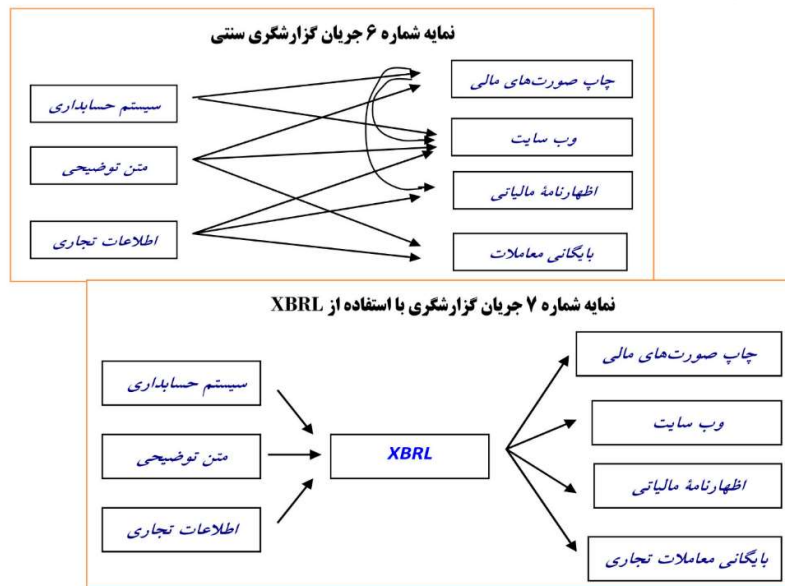 نمایه شماره ۶ جریان گزارشگری سنتی
سیستم حسابداری
متن توضیحی
اطلاعات تجاری
چاپ صورت‌های مالی
وب سایت
اظهارنامهٔ مالیاتی
بایگانی معاملات
نمایه شماره ۷ جریان گزارشگری با استفاده از XBRL
سیستم حسابداری
متن توضیحی
اطلاعات تجاری
XBRL
چاپ صورت‌های مالی
وب سایت
اظهارنامهٔ مالیاتی
بایگانی معاملات تجاری